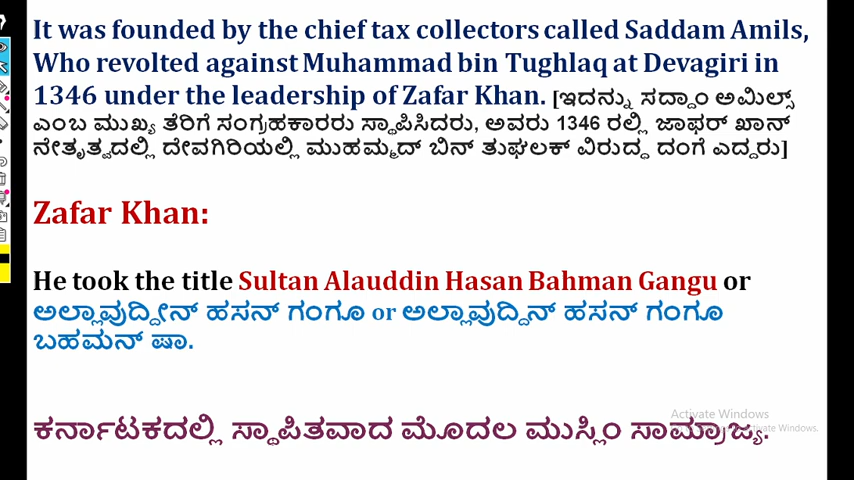 It was founded by the chief tax collectors called Saddam Amils,
Who revolted against Muhammad bin Tughlaq at Devagiri in
1346 under the leadership of Zafar Khan. [ಇದನ್ನು ಸದ್ದಾಂ ಅಮಿಲ್ಸ್
ಎಂಬ ಮುಖ್ಯ ತೆರಿಗೆ ಸಂಗ್ರಹಕಾರರು ಸ್ಥಾಪಿಸಿದರು, ಅವರು 1346 ರಲ್ಲಿ ಜಾಫರ್ ಖಾನ್
ನೇತೃತ್ವದಲ್ಲಿ ದೇವಗಿರಿಯಲ್ಲಿ ಮುಹಮ್ಮದ್ ಬಿನ್ ತುಘಲಕ್ ವಿರುದ್ಧ ದಂಗೆ ಎದ್ದರು]
Zafar Khan:
He took the title Sultan Alauddin Hasan Bahman Gangu or
ಅಲ್ಲಾವುದ್ದೀನ್ ಹಸನ್ ಗಂಗೂ or ಅಲ್ಲಾವುದ್ದಿನ್ ಹಸನ್ ಗಂಗೂ
ಬಹಮನ್ ಷಾ.
Activate Windows
ಕರ್ನಾಟಕದಲ್ಲಿ ಸ್ಥಾಪಿತವಾದ ಮೊದಲ ಮುಸ್ಲಿಂ ಸಾಮ್ರಾಜ್ಯ.
Activate Windows.